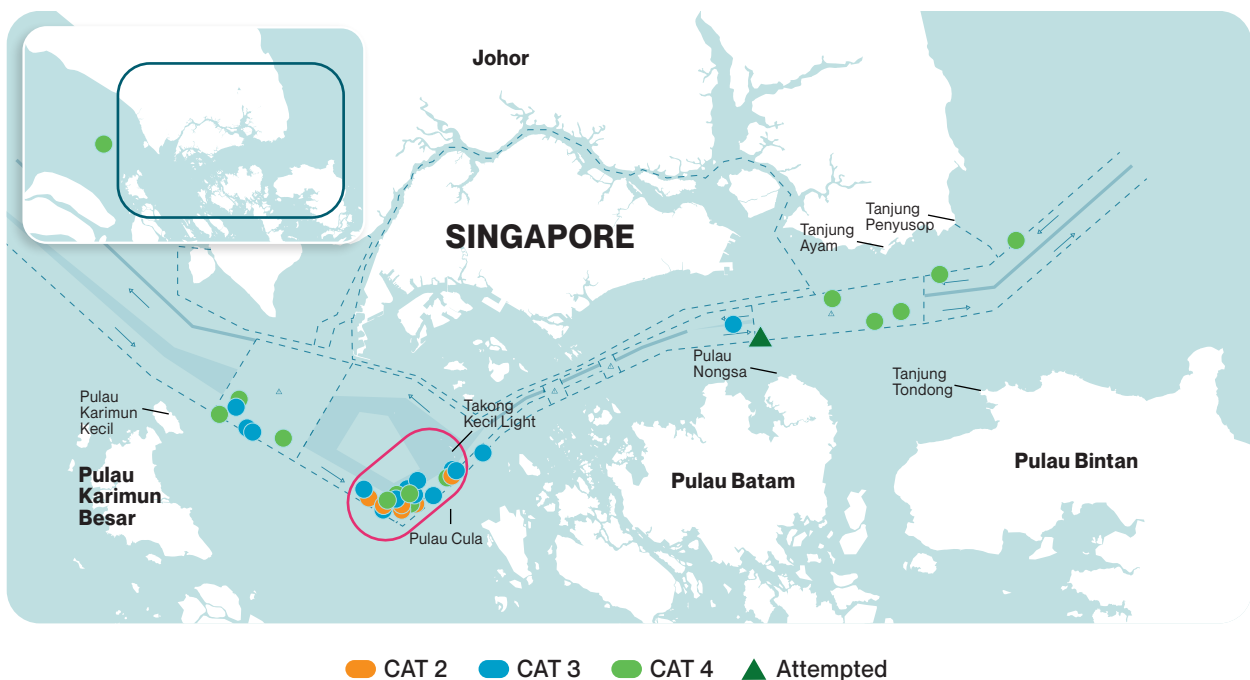 Johor
SINGAPORE
Tanjung
Penyusop
Tanjung
Ayam
Pulau
Nongsa
Tanjung
Tondong
Pulau
Karimun
Kecil
Takong
Kecil Light
Pulau
Karimun
Besar
Pulau Batam
Pulau Bintan
Pulau Cula
CAT 2
CAT 3
CAT 4
Attempted